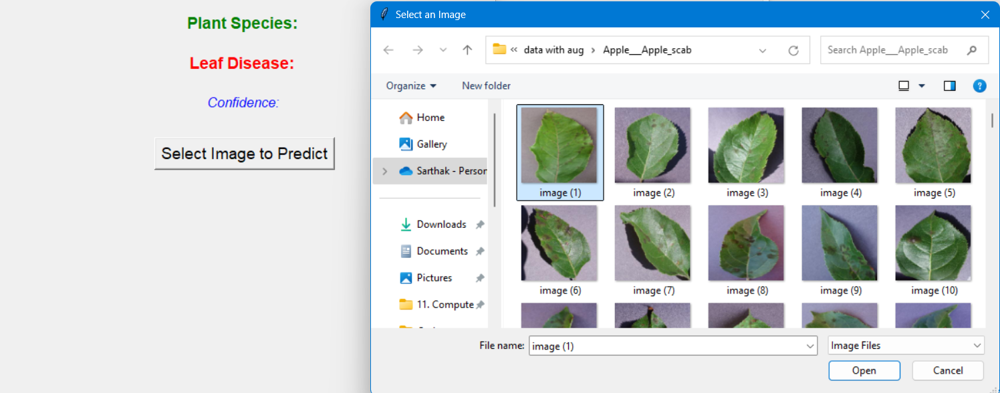 Plant Species:
Leaf Disease:
Confidence:
Select Image to Predict
Select an Image
« data with aug › Apple___Apple_scab
Search Apple___Apple_scab
Organize
New folder
Home
Gallery
Sarthak - Person
Downloads
Documents
Pictures
11. Compute
image (1)
image (2)
image (3)
image (4)
image (5)
image (6)
image (7)
image (8)
image (9)
image (10)
File name:
image (1)
Image Files
Open
Cancel